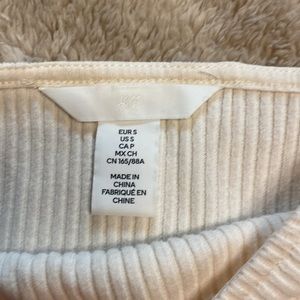 H&M
EUR S
US S
CA P
MX CH
CN 165/88A
MADE IN
CHINA
FABRIQUÉ EN
CHINE